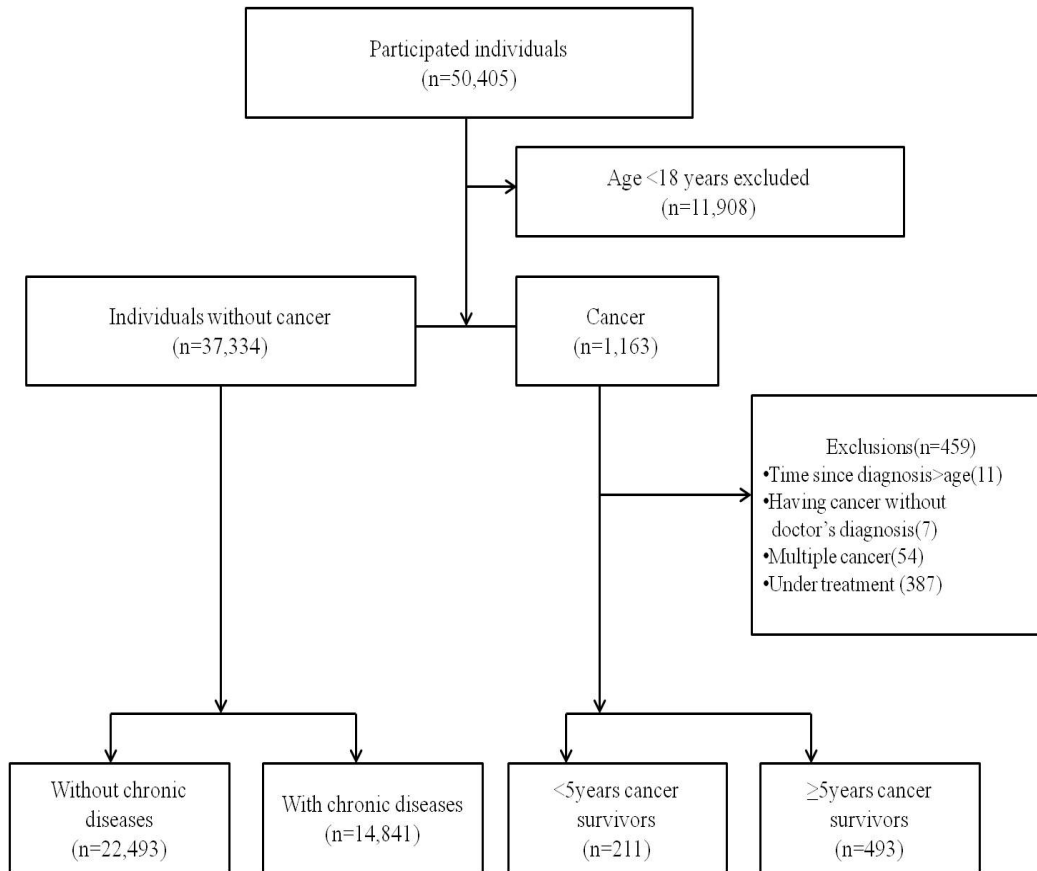 Participated individuals
(n=50,405)
Age <18 years excluded
(n=11,908)
Individuals without cancer
(n=37,334)
Cancer
(n=1,163)
Exclusions(n=459)
•Time since diagnosis>age(11)
•Having cancer without
doctor's diagnosis(7)
•Multiple cancer(54)
•Under treatment (387)
Without chronic
diseases
(n=22,493)
With chronic diseases
(n=14,841)
<5years cancer
survivors
(n=211)
≥5years cancer
survivors
(n=493)